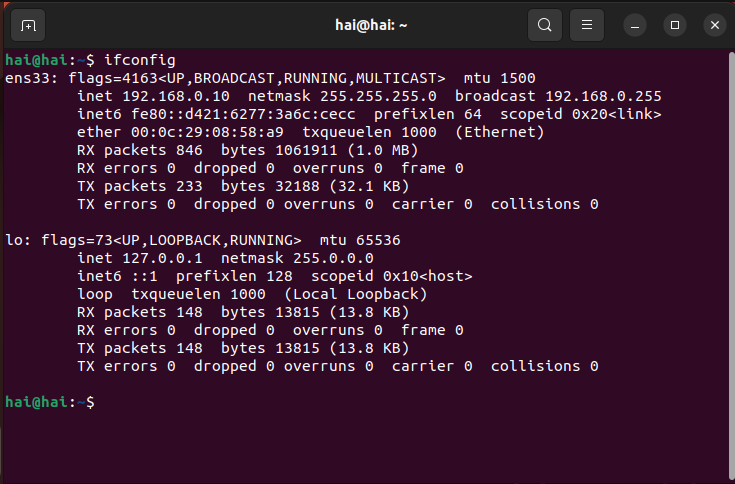 hai@hai: ~
hai@hai:~$ ifconfig
ens33: flags=4163<UP,BROADCAST,RUNNING,MULTICAST>  mtu 1500
        inet 192.168.0.10  netmask 255.255.255.0  broadcast 192.168.0.255
        inet6 fe80::d421:6277:3a6c:cecc  prefixlen 64  scopeid 0x20<link>
        ether 00:0c:29:08:58:a9  txqueuelen 1000  (Ethernet)
        RX packets 846  bytes 1061911 (1.0 MB)
        RX errors 0  dropped 0  overruns 0  frame 0
        TX packets 233  bytes 32188 (32.1 KB)
        TX errors 0  dropped 0 overruns 0  carrier 0  collisions 0

lo: flags=73<UP,LOOPBACK,RUNNING>  mtu 65536
        inet 127.0.0.1  netmask 255.0.0.0
        inet6 ::1  prefixlen 128  scopeid 0x10<host>
        loop  txqueuelen 1000  (Local Loopback)
        RX packets 148  bytes 13815 (13.8 KB)
        RX errors 0  dropped 0  overruns 0  frame 0
        TX packets 148  bytes 13815 (13.8 KB)
        TX errors 0  dropped 0 overruns 0  carrier 0  collisions 0

hai@hai:~$